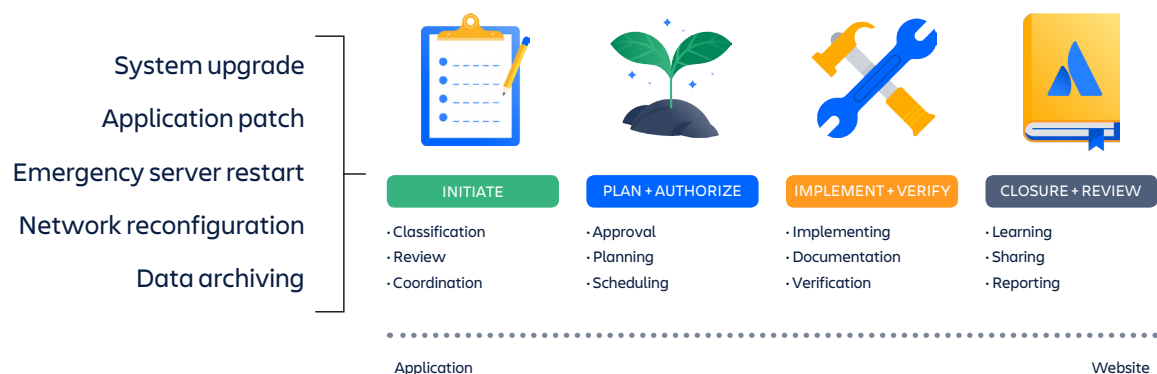 System upgrade
Application patch
Emergency server restart
Network reconfiguration
Data archiving
INITIATE
· Classification
· Review
· Coordination
PLAN + AUTHORIZE
· Approval
· Planning
· Scheduling
IMPLEMENT + VERIFY
· Implementing
· Documentation
· Verification
CLOSURE + REVIEW
· Learning
· Sharing
· Reporting
Application
Website